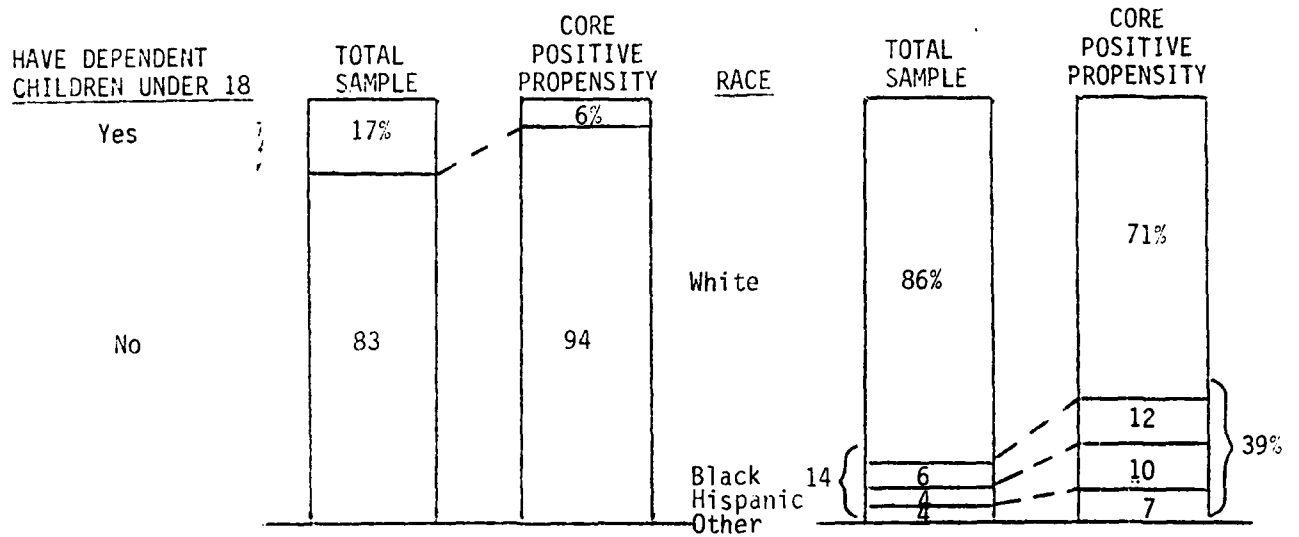 HAVE DEPENDENT
CHILDREN UNDER 18
TOTAL
SAMPLE
CORE
POSITIVE
PROPENSITY
Yes
17%
6%
No
83
94
RACE
TOTAL
SAMPLE
CORE
POSITIVE
PROPENSITY
White
86%
71%
Black
14
6
12
39%
Hispanic
4
10
Other
4
7